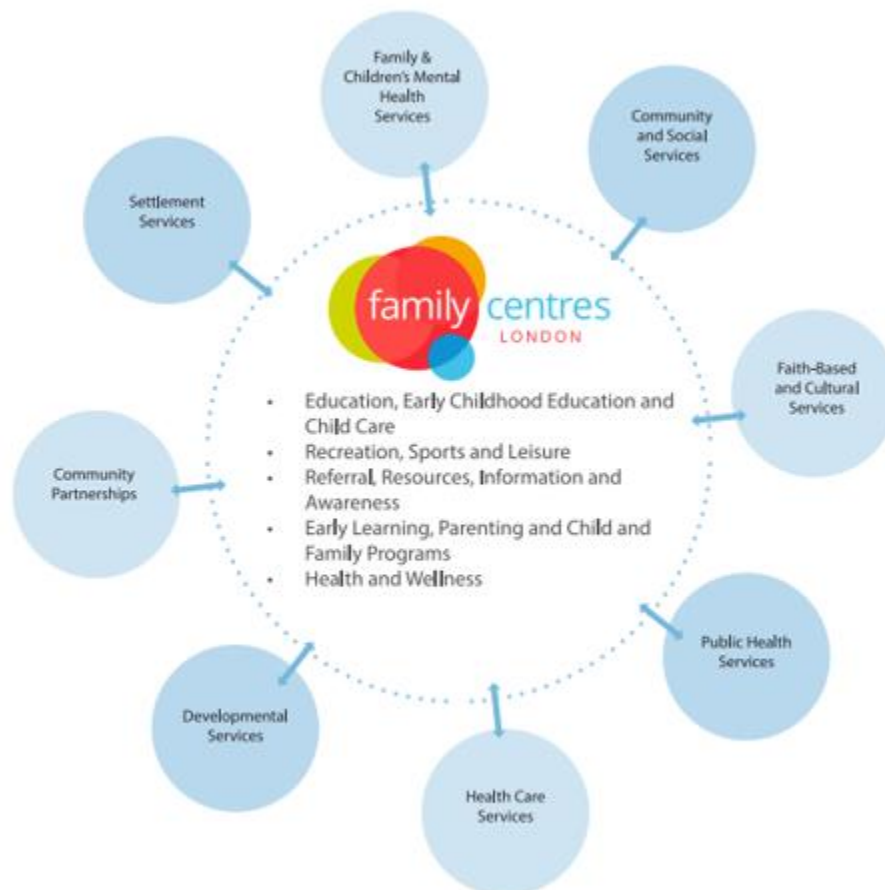 Family &
Children's Mental
Health
Services
Community
and Social
Services
Settlement
Services
family centres
LONDON
Faith-Based
and Cultural
Services
• Education, Early Childhood Education and
Child Care
• Recreation, Sports and Leisure
• Referral, Resources, Information and
Awareness
• Early Learning, Parenting and Child and
Family Programs
• Health and Wellness
Community
Partnerships
Public Health
Services
Developmental
Services
Health Care
Services